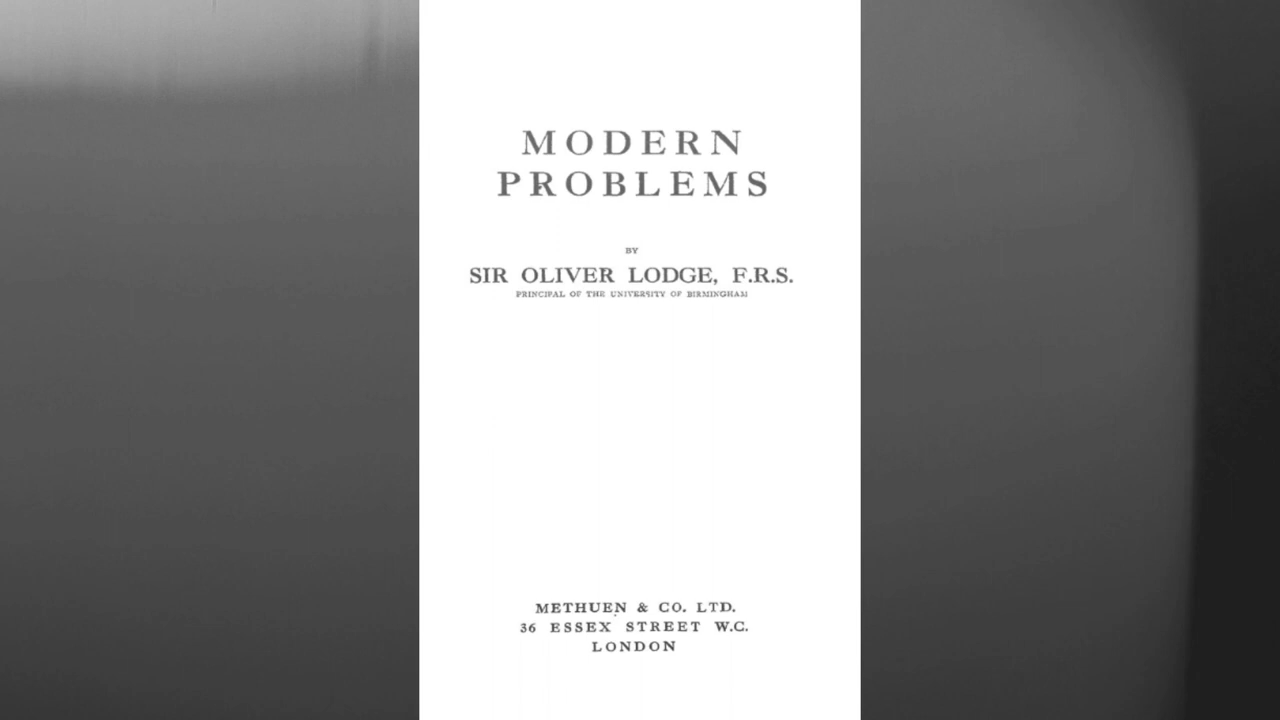 MODERN
PROBLEMS
BY
SIR OLIVER LODGE, F.R.S.
PRINCIPAL OF THE UNIVERSITY OF BIRMINGHAM
METHUEN & CO. LTD.
36 ESSEX STREET W.C.
LONDON